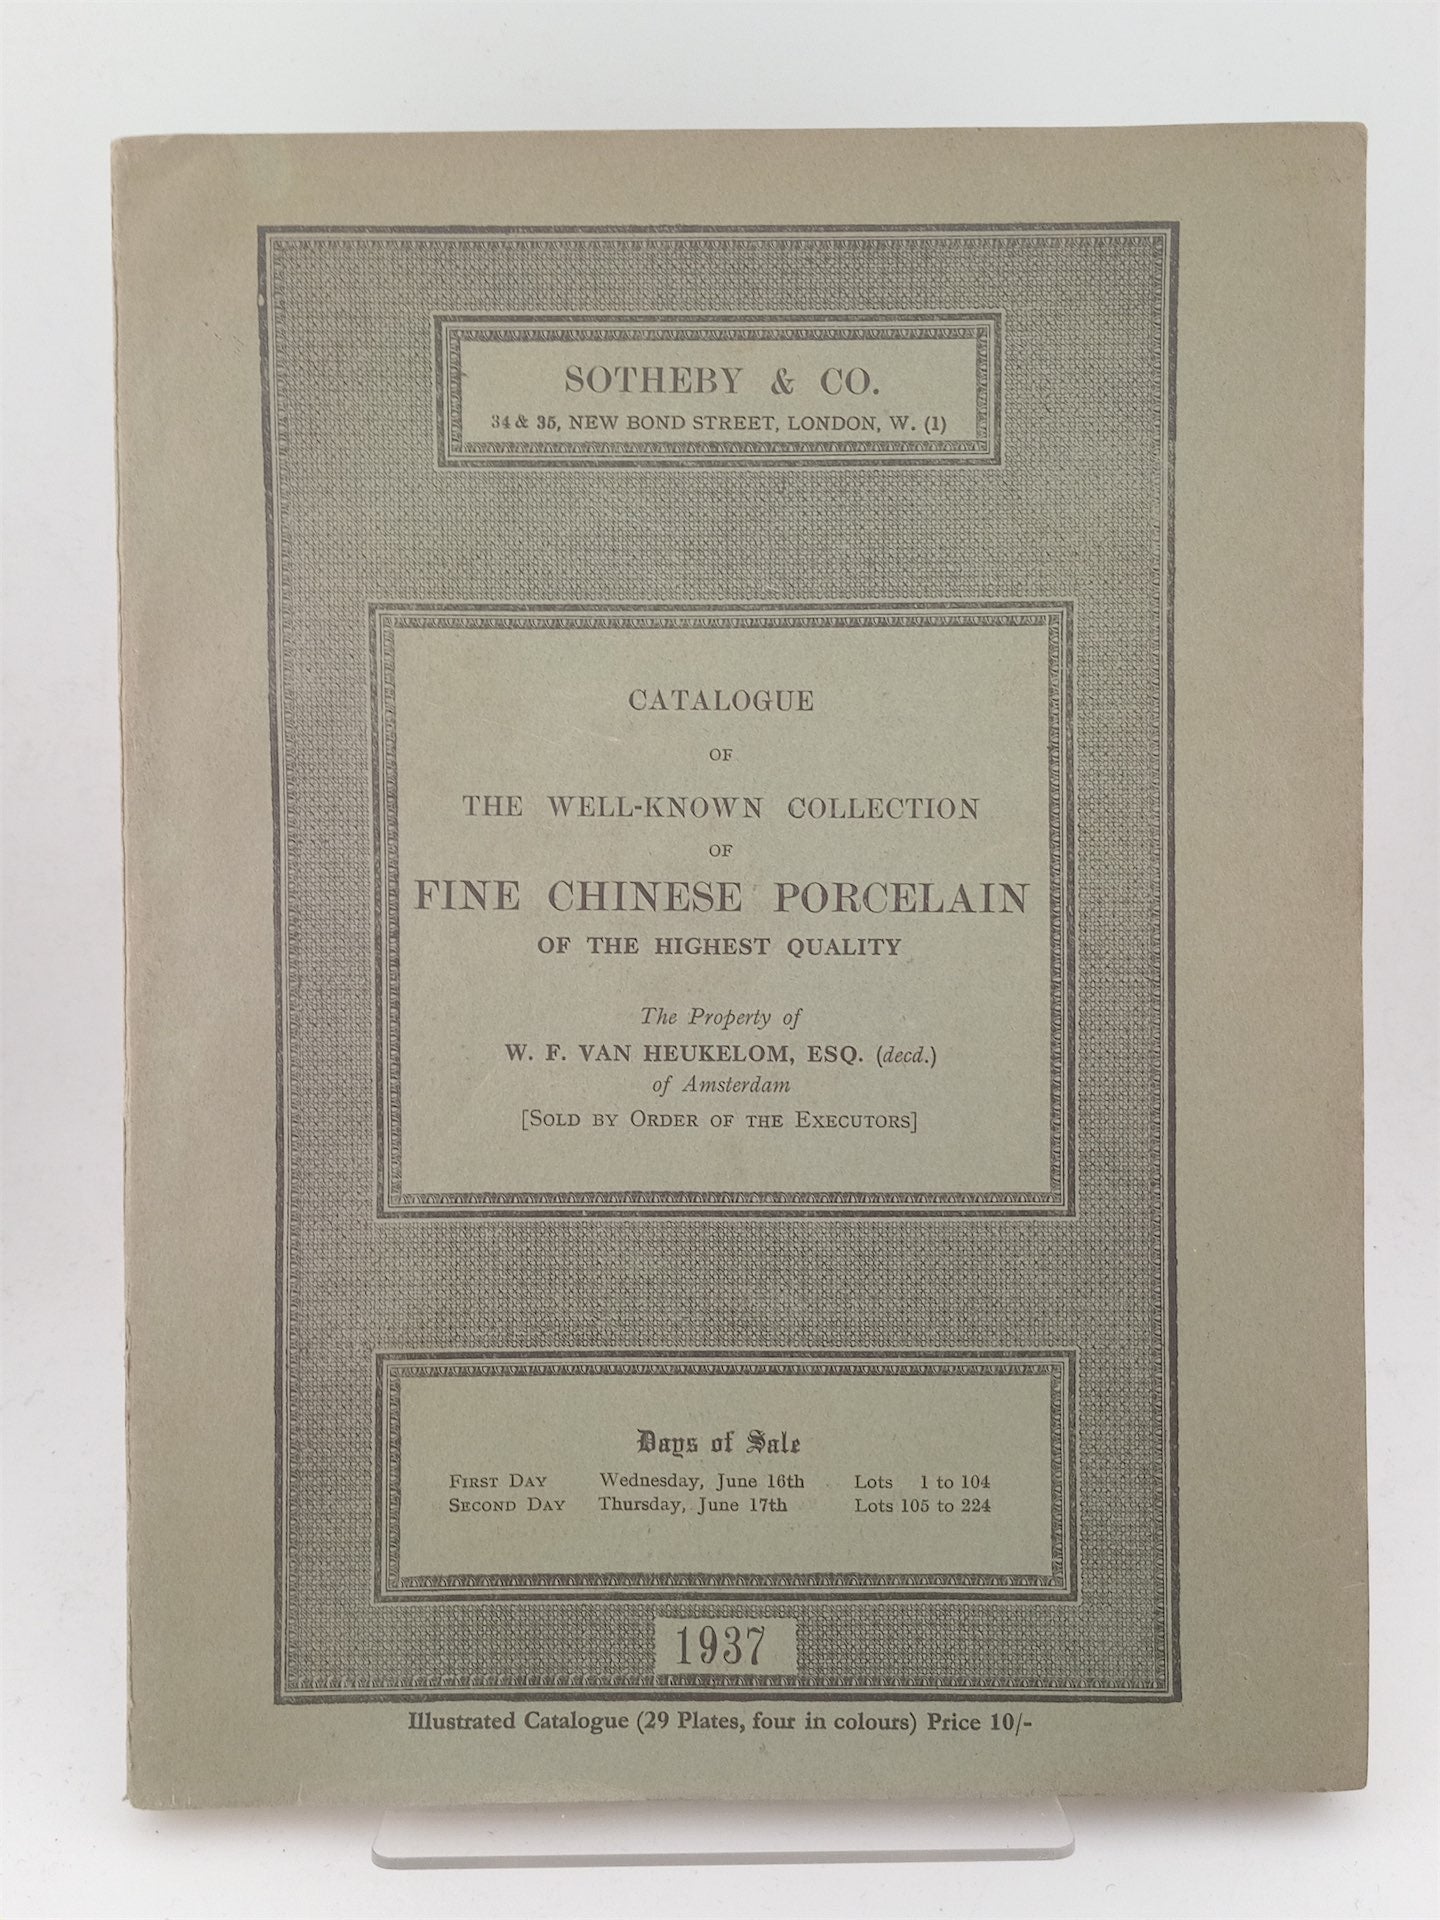 SOTHEBY & CO.
34 & 35, NEW BOND STREET, LONDON, W. (1)
CATALOGUE
OF
THE WELL-KNOWN COLLECTION
OF
FINE CHINESE PORCELAIN
OF THE HIGHEST QUALITY
The Property of
W. F. VAN HEUKELOM, ESQ. (decd.)
of Amsterdam
[SOLD BY ORDER OF THE EXECUTORS]
Days of Sale
FIRST DAY Wednesday, June 16th Lots 1 to 104
SECOND DAY Thursday, June 17th Lots 105 to 224
1937
Illustrated Catalogue (29 Plates, four in colours) Price 10/-